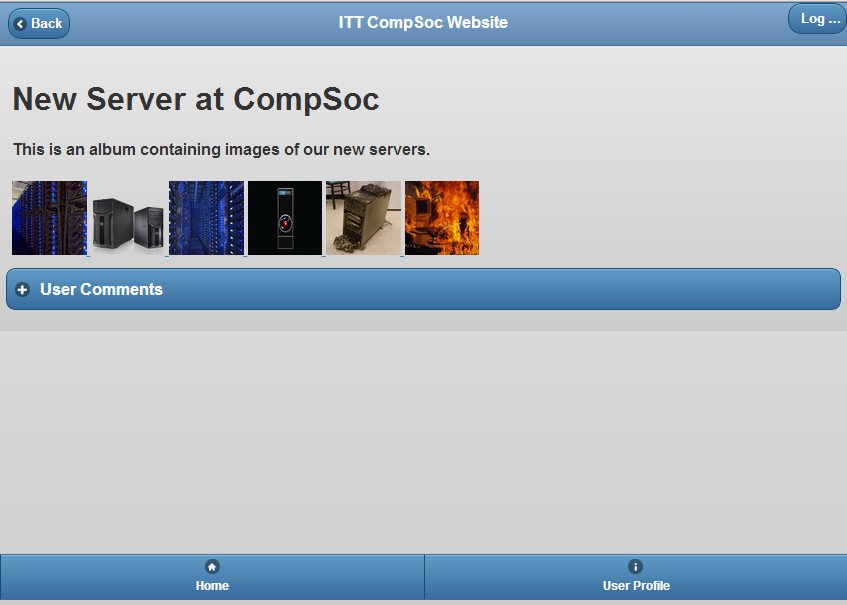 Back
ITT CompSoc Website
Log ...
New Server at CompSoc
This is an album containing images of our new servers.
User Comments
Home
User Profile